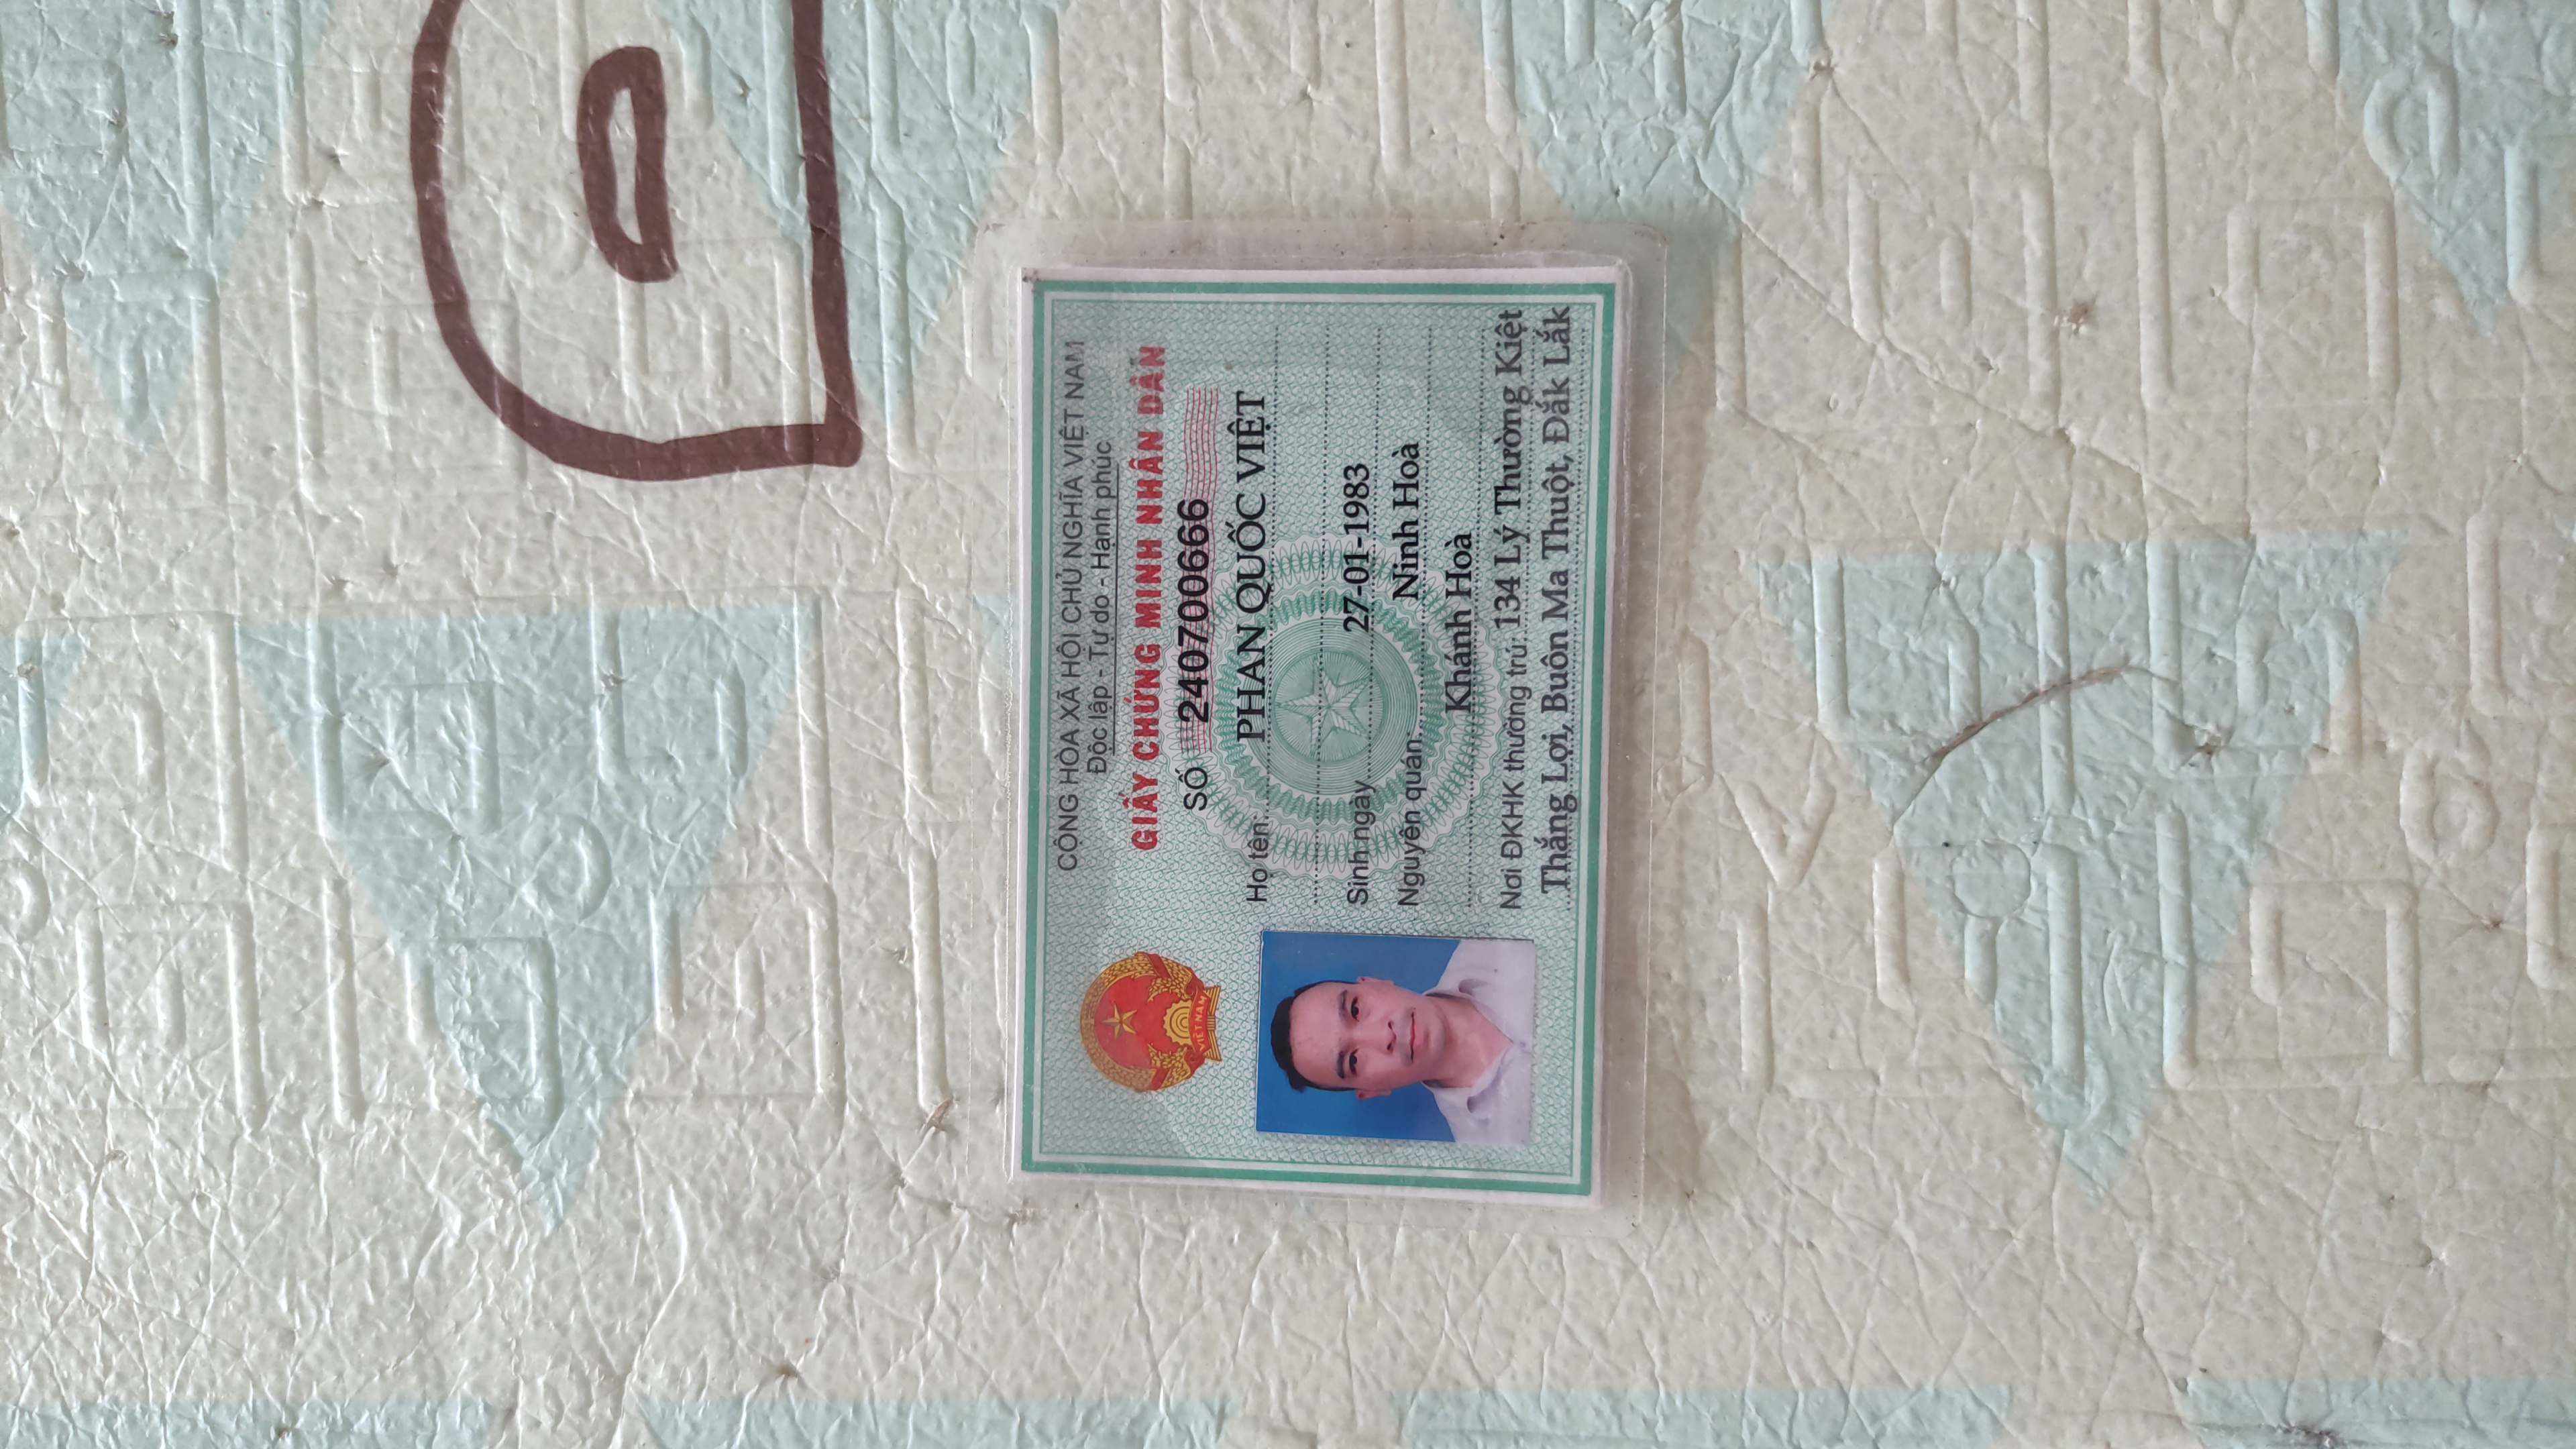 CỘNG HÒA XÃ HỘI CHỦ NGHĨA VIỆT NAM
Độc lập - Tự do - Hạnh phúc
GIẤY CHỨNG MINH NHÂN DÂN
SỐ 240700666
VIỆT NAM
Họ tên: PHAN QUỐC VIỆT
Sinh ngày 27-01-1983
Nguyên quán: Ninh Hoà
Khánh Hoà
Nơi ĐKHK thường trú: 134 Lý Thường Kiệt
Thắng Lợi, Buôn Ma Thuột, Đắk Lắk